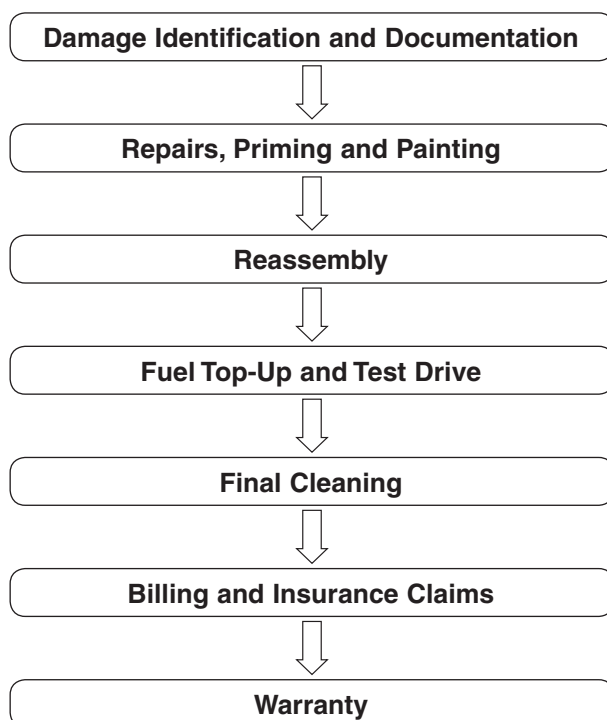 Damage Identification and Documentation
Repairs, Priming and Painting
Reassembly
Fuel Top-Up and Test Drive
Final Cleaning
Billing and Insurance Claims
Warranty